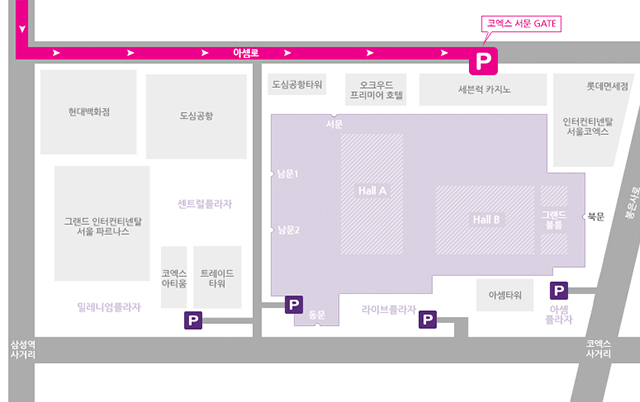 코엑스 서문 GATE
아셈로
P
도심공항타워
오크우드
프리미어 호텔
세븐럭 카지노
롯데면세점
현대백화점
도심공항
인터컨티넨탈
서울코엑스
서문
남문1
Hall A
센트럴플라자
봉은사로
그랜드 인터컨티넨탈
서울 파르나스
남문2
Hall B
그랜드
볼룸
북문
코엑스
아티움
트레이드
타워
밀레니엄플라자
P
P
동문
라이브플라자
P
아셈타워
P
아셈
플라자
삼성역
사거리
코엑스
사거리